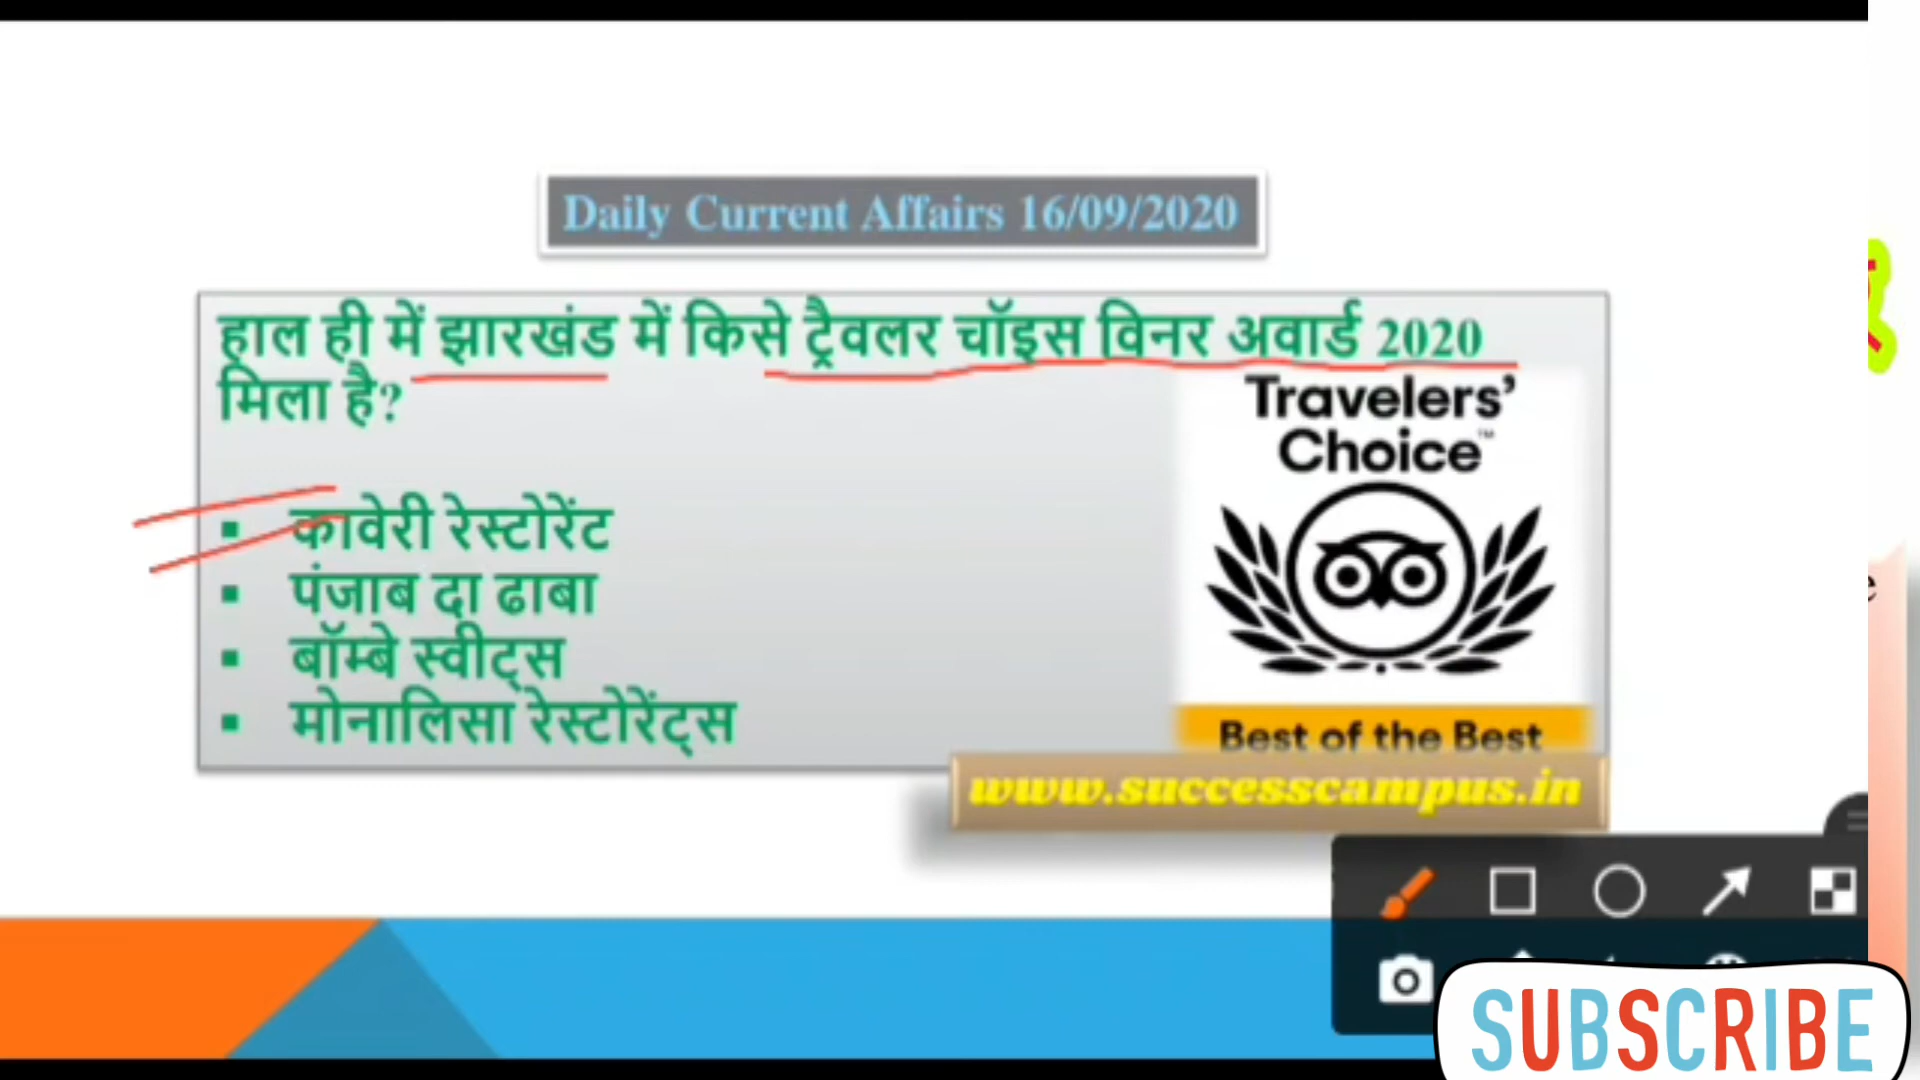 Daily Current Affairs 16/09/2020
हाल ही में झारखंड में किसे ट्रैवलर चॉइस विनर अवार्ड 2020
मिला है?
Travelers’
Choice™
▪ कावेरी रेस्टोरेंट
▪ पंजाब दा ढाबा
▪ बॉम्बे स्वीट्स
▪ मोनालिसा रेस्टोरेंट्स
Best of the Best
www.successcampus.in
SUBSCRIBE